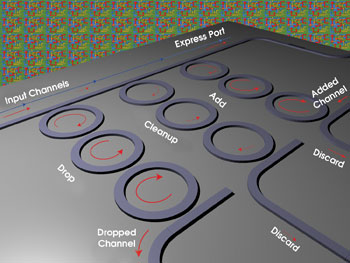 Express Port
Input Channels
Add
Added
Channel
Cleanup
Drop
Discard
Dropped
Channel
Discard